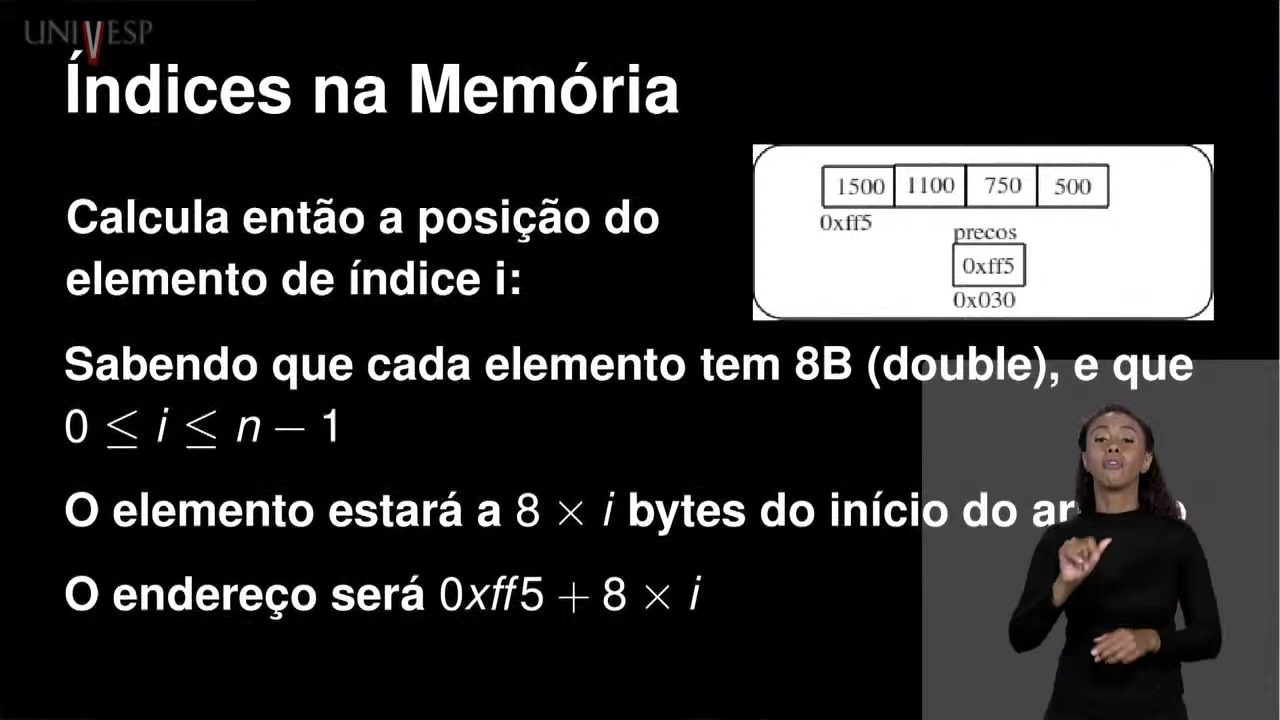 UNIVESP
Índices na Memória
Calcula então a posição do
elemento de índice i:
1500 1100 750 500
0xff5
precos
0xff5
0x030
Sabendo que cada elemento tem 8B (double), e que
0 ≤ i ≤ n − 1
O elemento estará a 8 × i bytes do início do
O endereço será 0xff5 + 8 × i